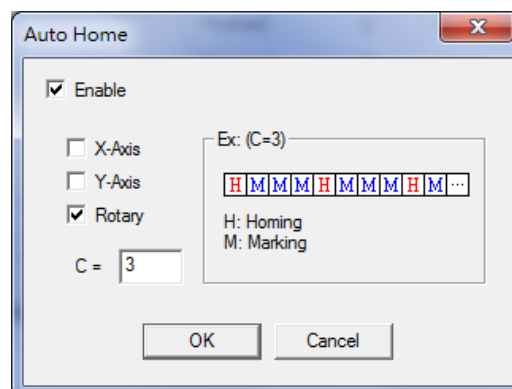 Auto Home
Enable
X-Axis
Y-Axis
Rotary
C = 3
Ex: (C=3)
H M M M H M M M H M ...
H: Homing
M: Marking
OK
Cancel